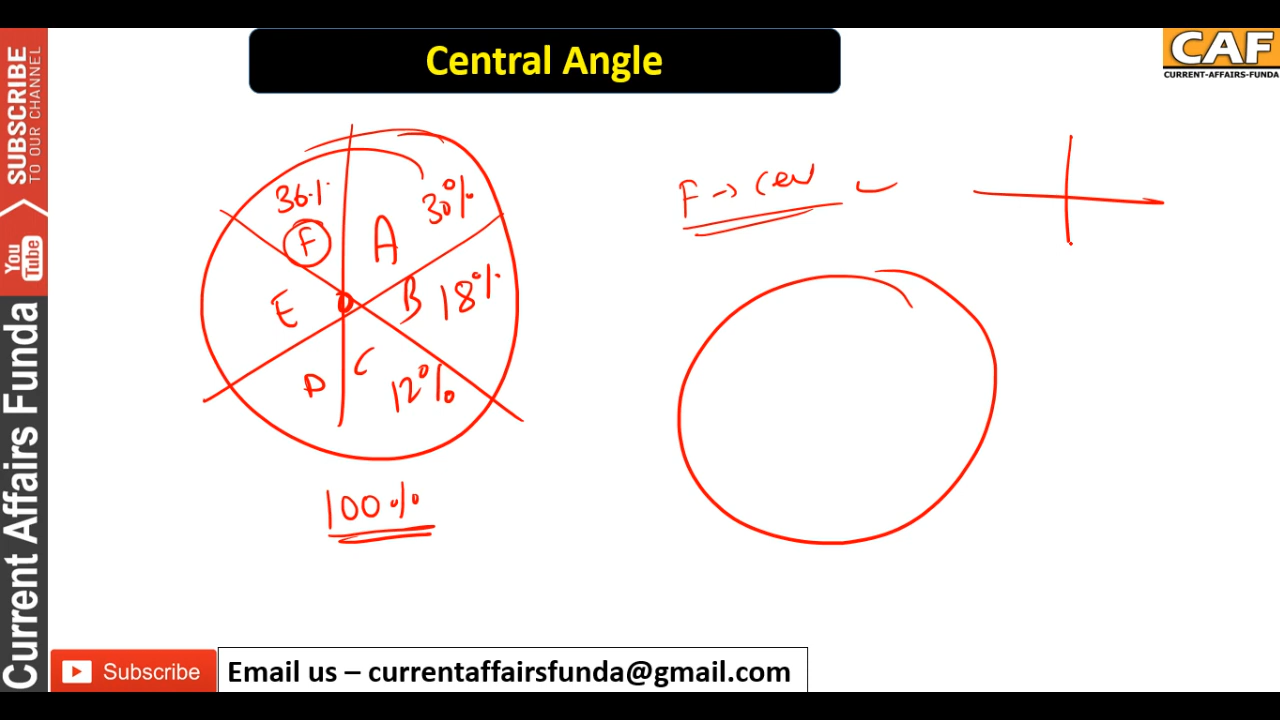 Central Angle
CAF
CURRENT-AFFAIRS-FUNDA
SUBSCRIBE
TO OUR CHANNEL
You
Tube
Current Affairs Funda
36%
F
A
30%
E
B
18%
D
C
12%
100%
F → Cen
Subscribe
Email us – currentaffairsfunda@gmail.com